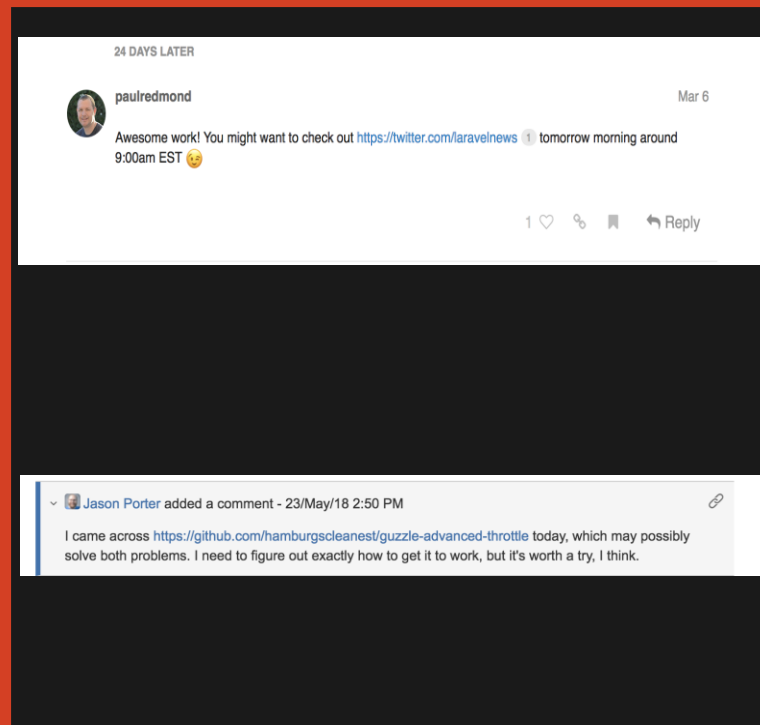 24 DAYS LATER
paulredmond
Mar 6
Awesome work! You might want to check out https://twitter.com/laravelnews 1 tomorrow morning around
9:00am EST 😉
1
Reply
Jason Porter added a comment - 23/May/18 2:50 PM
I came across https://github.com/hamburgscleanest/guzzle-advanced-throttle today, which may possibly
solve both problems. I need to figure out exactly how to get it to work, but it's worth a try, I think.